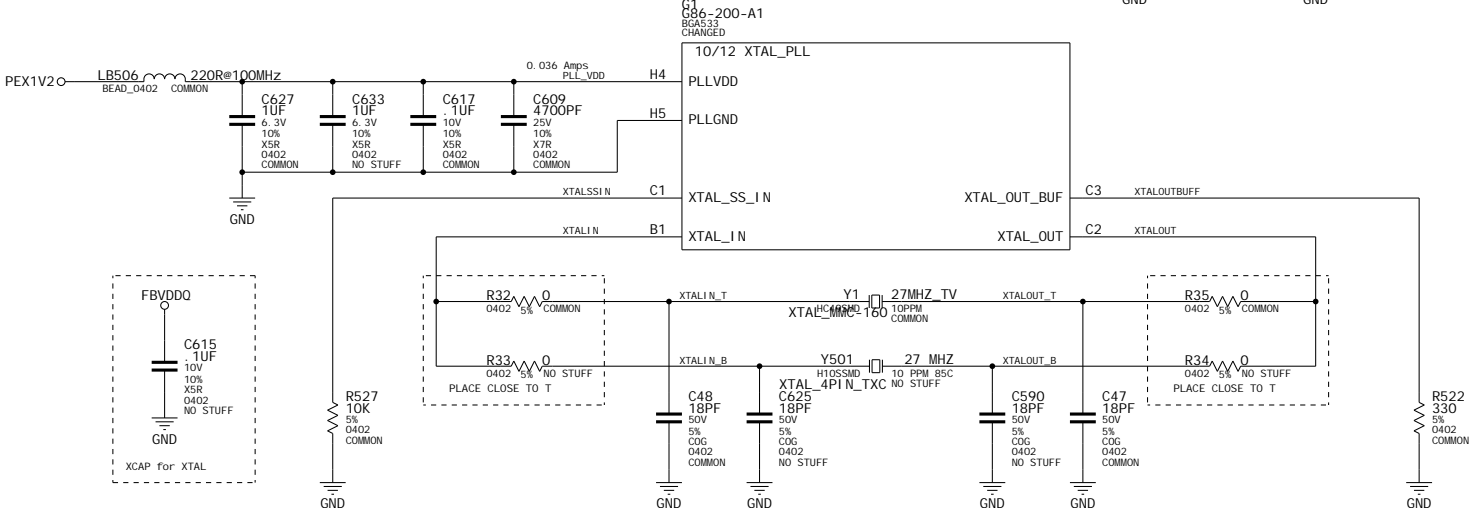 GND
GND
G1
G86-200-A1
BGA533
CHANGED
10/12 XTAL_PLL
PEX1V2
LB506
220R@100MHz
BEAD_0402
COMMON
0.036 Amps
PLL_VDD
H4
PLLVDD
C627
1UF
6.3V
10%
X5R
0402
COMMON
C633
1UF
6.3V
10%
X5R
0402
NO STUFF
C617
.1UF
10V
10%
X5R
0402
COMMON
C609
4700PF
25V
10%
X7R
0402
COMMON
H5
PLLGND
GND
XTALSSIN
C1
XTAL_SS_IN
XTAL_OUT_BUF
C3
XTALOUTBUFF
XTALIN
B1
XTAL_IN
XTAL_OUT
C2
XTALOUT
FBVDDQ
C615
.1UF
10V
10%
X5R
0402
NO STUFF
GND
XCAP for XTAL
R527
10K
5%
0402
COMMON
GND
R32
0
0402
5%
COMMON
R33
0
0402
5%
NO STUFF
PLACE CLOSE TO T
XTALIN_T
Y1
27MHZ_TV
HC49SMD
XTAL_MMC-160
10PPM
COMMON
XTALOUT_T
XTALIN_B
Y501
27 MHZ
H10SSMD
XTAL_4PIN_TXC
10 PPM 85C
NO STUFF
XTALOUT_B
R35
0
0402
5%
COMMON
R34
0
0402
5%
NO STUFF
PLACE CLOSE TO T
C48
18PF
50V
5%
COG
0402
COMMON
GND
C625
18PF
50V
5%
COG
0402
NO STUFF
GND
C590
18PF
50V
5%
COG
0402
NO STUFF
GND
C47
18PF
50V
5%
COG
0402
COMMON
GND
R522
330
5%
0402
COMMON
GND